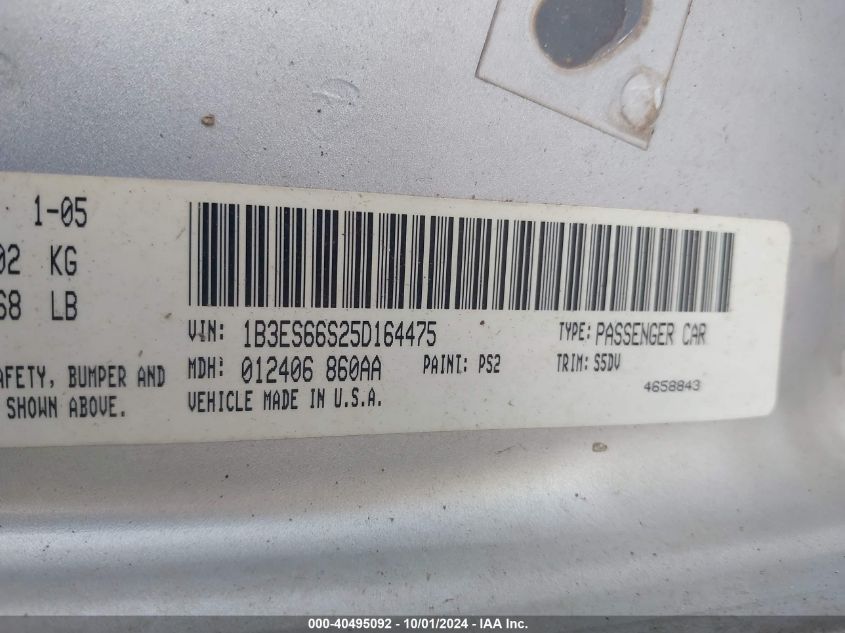 1-05
02 KG
68 LB
VIN: 1B3ES66S25D164475 TYPE: PASSENGER CAR
MDH: 012406 860AA PAINT: PS2 TRIM: S5DV
AFETY, BUMPER AND
SHOWN ABOVE.
VEHICLE MADE IN U.S.A.
4658843
000-40495092 - 10/01/2024 - IAA Inc.